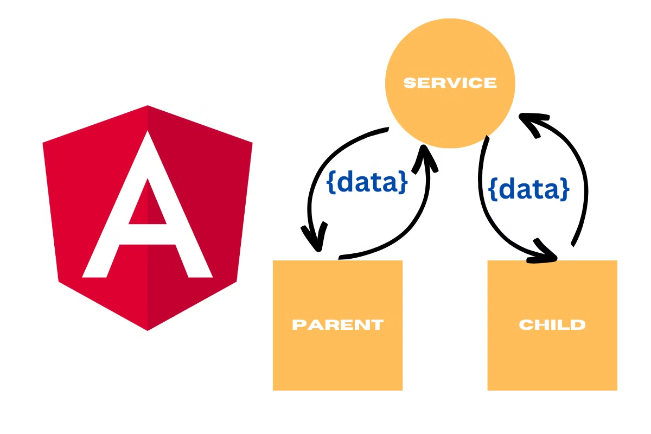 SERVICE
{data}
{data}
A
PARENT
CHILD